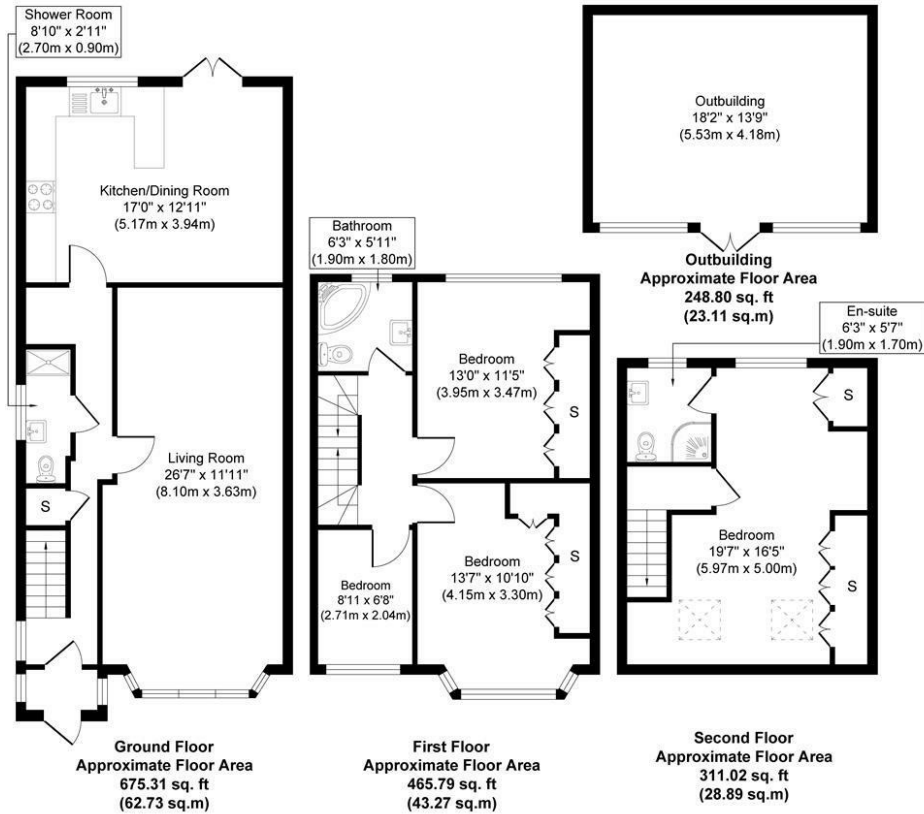 Shower Room
8'10" x 2'11"
(2.70m x 0.90m)
Kitchen/Dining Room
17'0" x 12'11"
(5.17m x 3.94m)
Living Room
26'7" x 11'11"
(8.10m x 3.63m)
S
Ground Floor
Approximate Floor Area
675.31 sq. ft
(62.73 sq.m)
Bathroom
6'3" x 5'11"
(1.90m x 1.80m)
Bedroom
13'0" x 11'5"
(3.95m x 3.47m)
S
Bedroom
13'7" x 10'10"
(4.15m x 3.30m)
S
Bedroom
8'11 x 6'8"
(2.71m x 2.04m)
First Floor
Approximate Floor Area
465.79 sq. ft
(43.27 sq.m)
Outbuilding
18'2" x 13'9"
(5.53m x 4.18m)
Outbuilding
Approximate Floor Area
248.80 sq. ft
(23.11 sq.m)
En-suite
6'3" x 5'7"
(1.90m x 1.70m)
S
Bedroom
19'7" x 16'5"
(5.97m x 5.00m)
S
Second Floor
Approximate Floor Area
311.02 sq. ft
(28.89 sq.m)